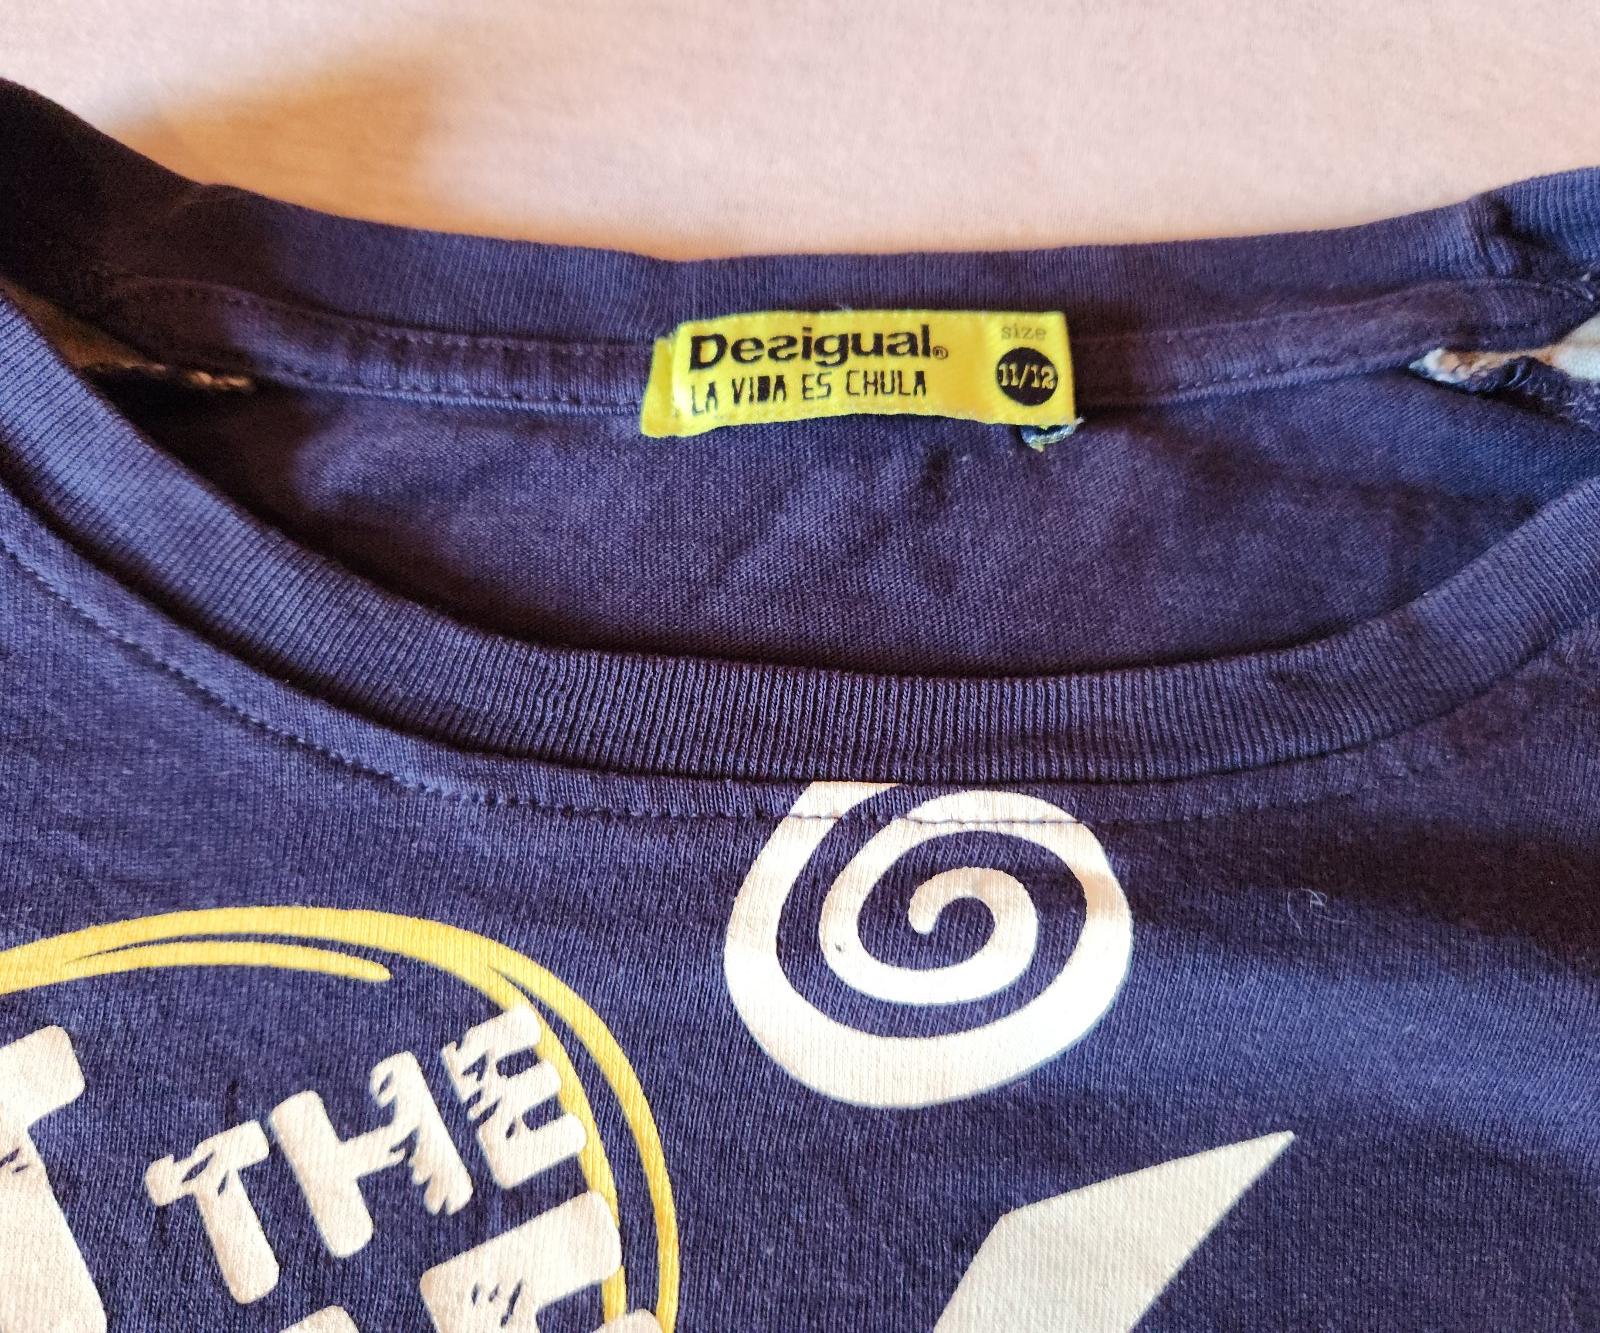 Desigual®
LA VIDA ES CHULA
size
11/12
THE